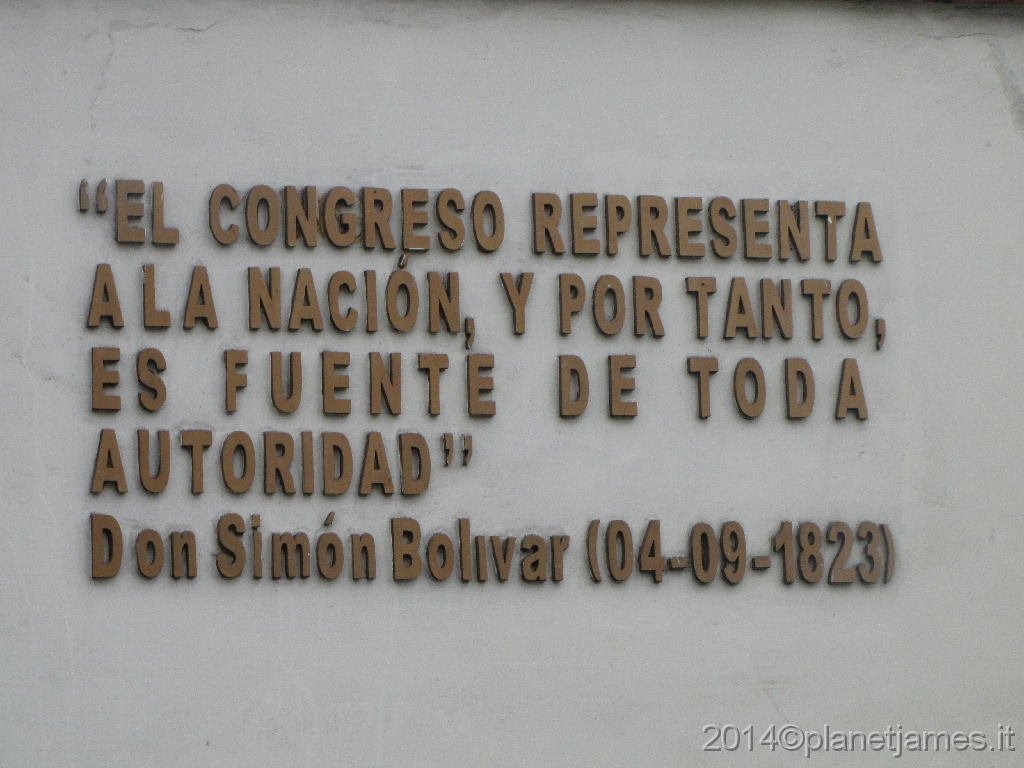 “EL CONGRESO REPRESENTA
A LA NACIÓN, Y POR TANTO,
ES FUENTE DE TODA
AUTORIDAD”
Don Simón Bolıvar (04-09-1823)
2014©planetjames.it